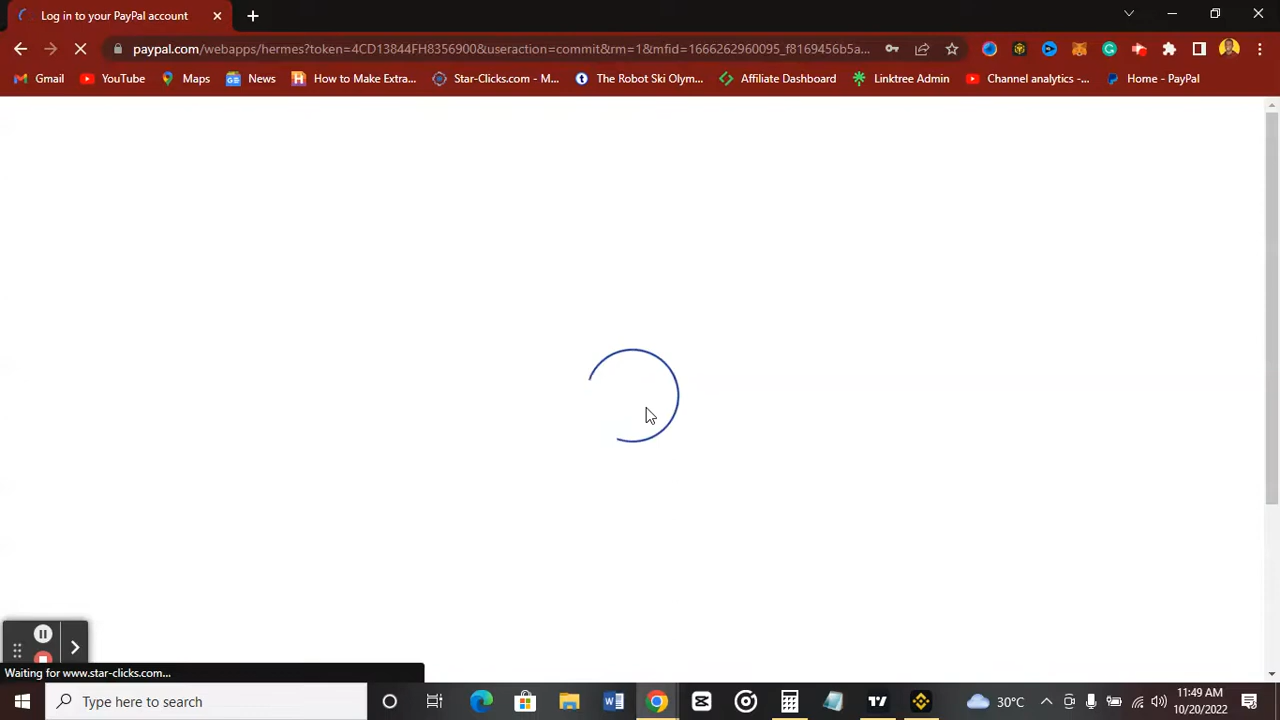 Log in to your PayPal account
paypal.com/webapps/hermes?token=4CD13844FH8356900&useraction=commit&rm=1&mfid=1666262960095_f8169456b5a...
Gmail YouTube Maps News How to Make Extra... Star-Clicks.com - M... The Robot Ski Olym... Affiliate Dashboard Linktree Admin Channel analytics -... Home - PayPal
Waiting for www.star-clicks.com...
Type here to search
30°C
11:49 AM
10/20/2022